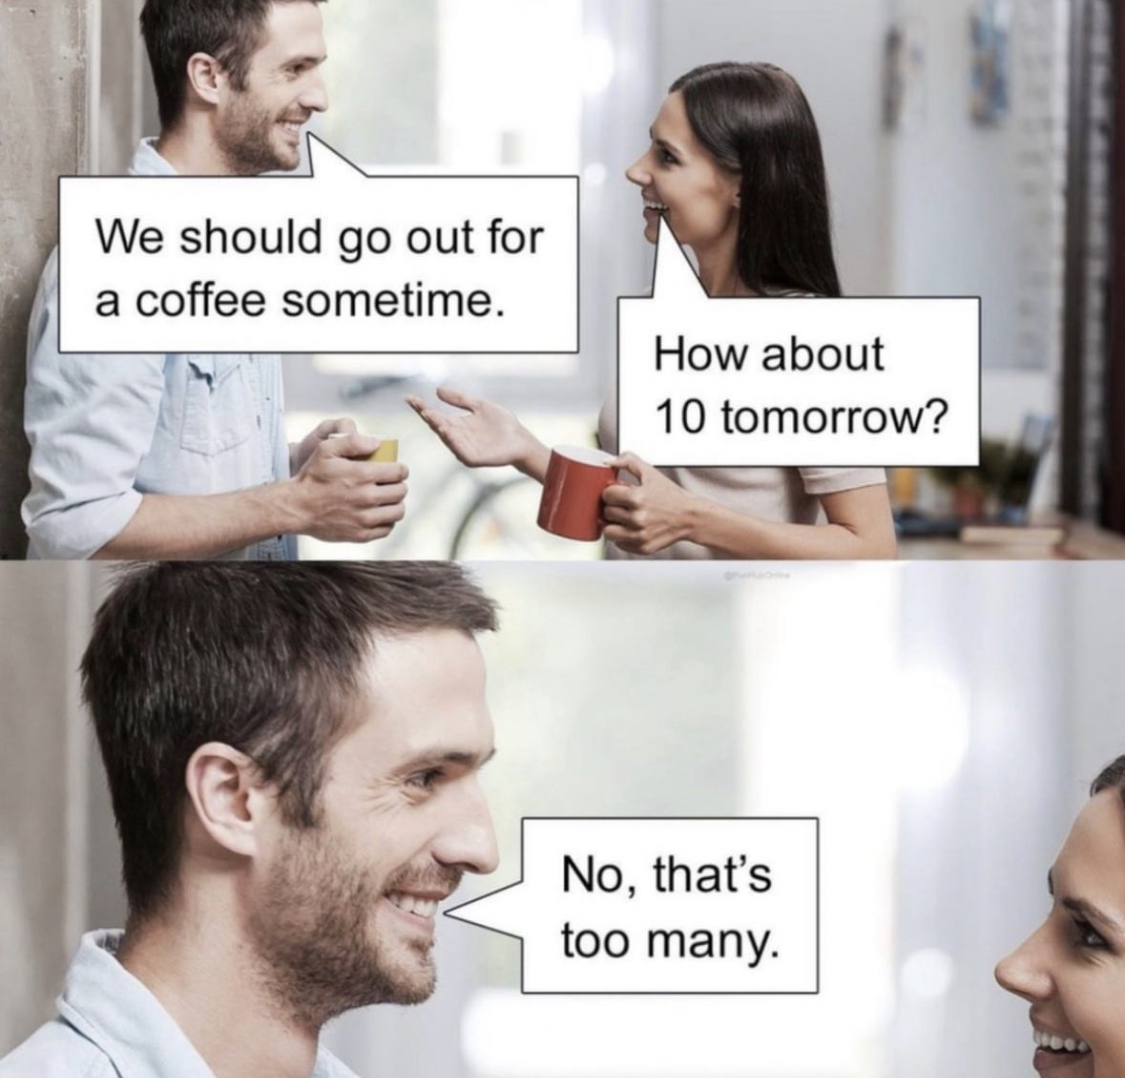 We should go out for
a coffee sometime.
How about
10 tomorrow?
No, that's
too many.